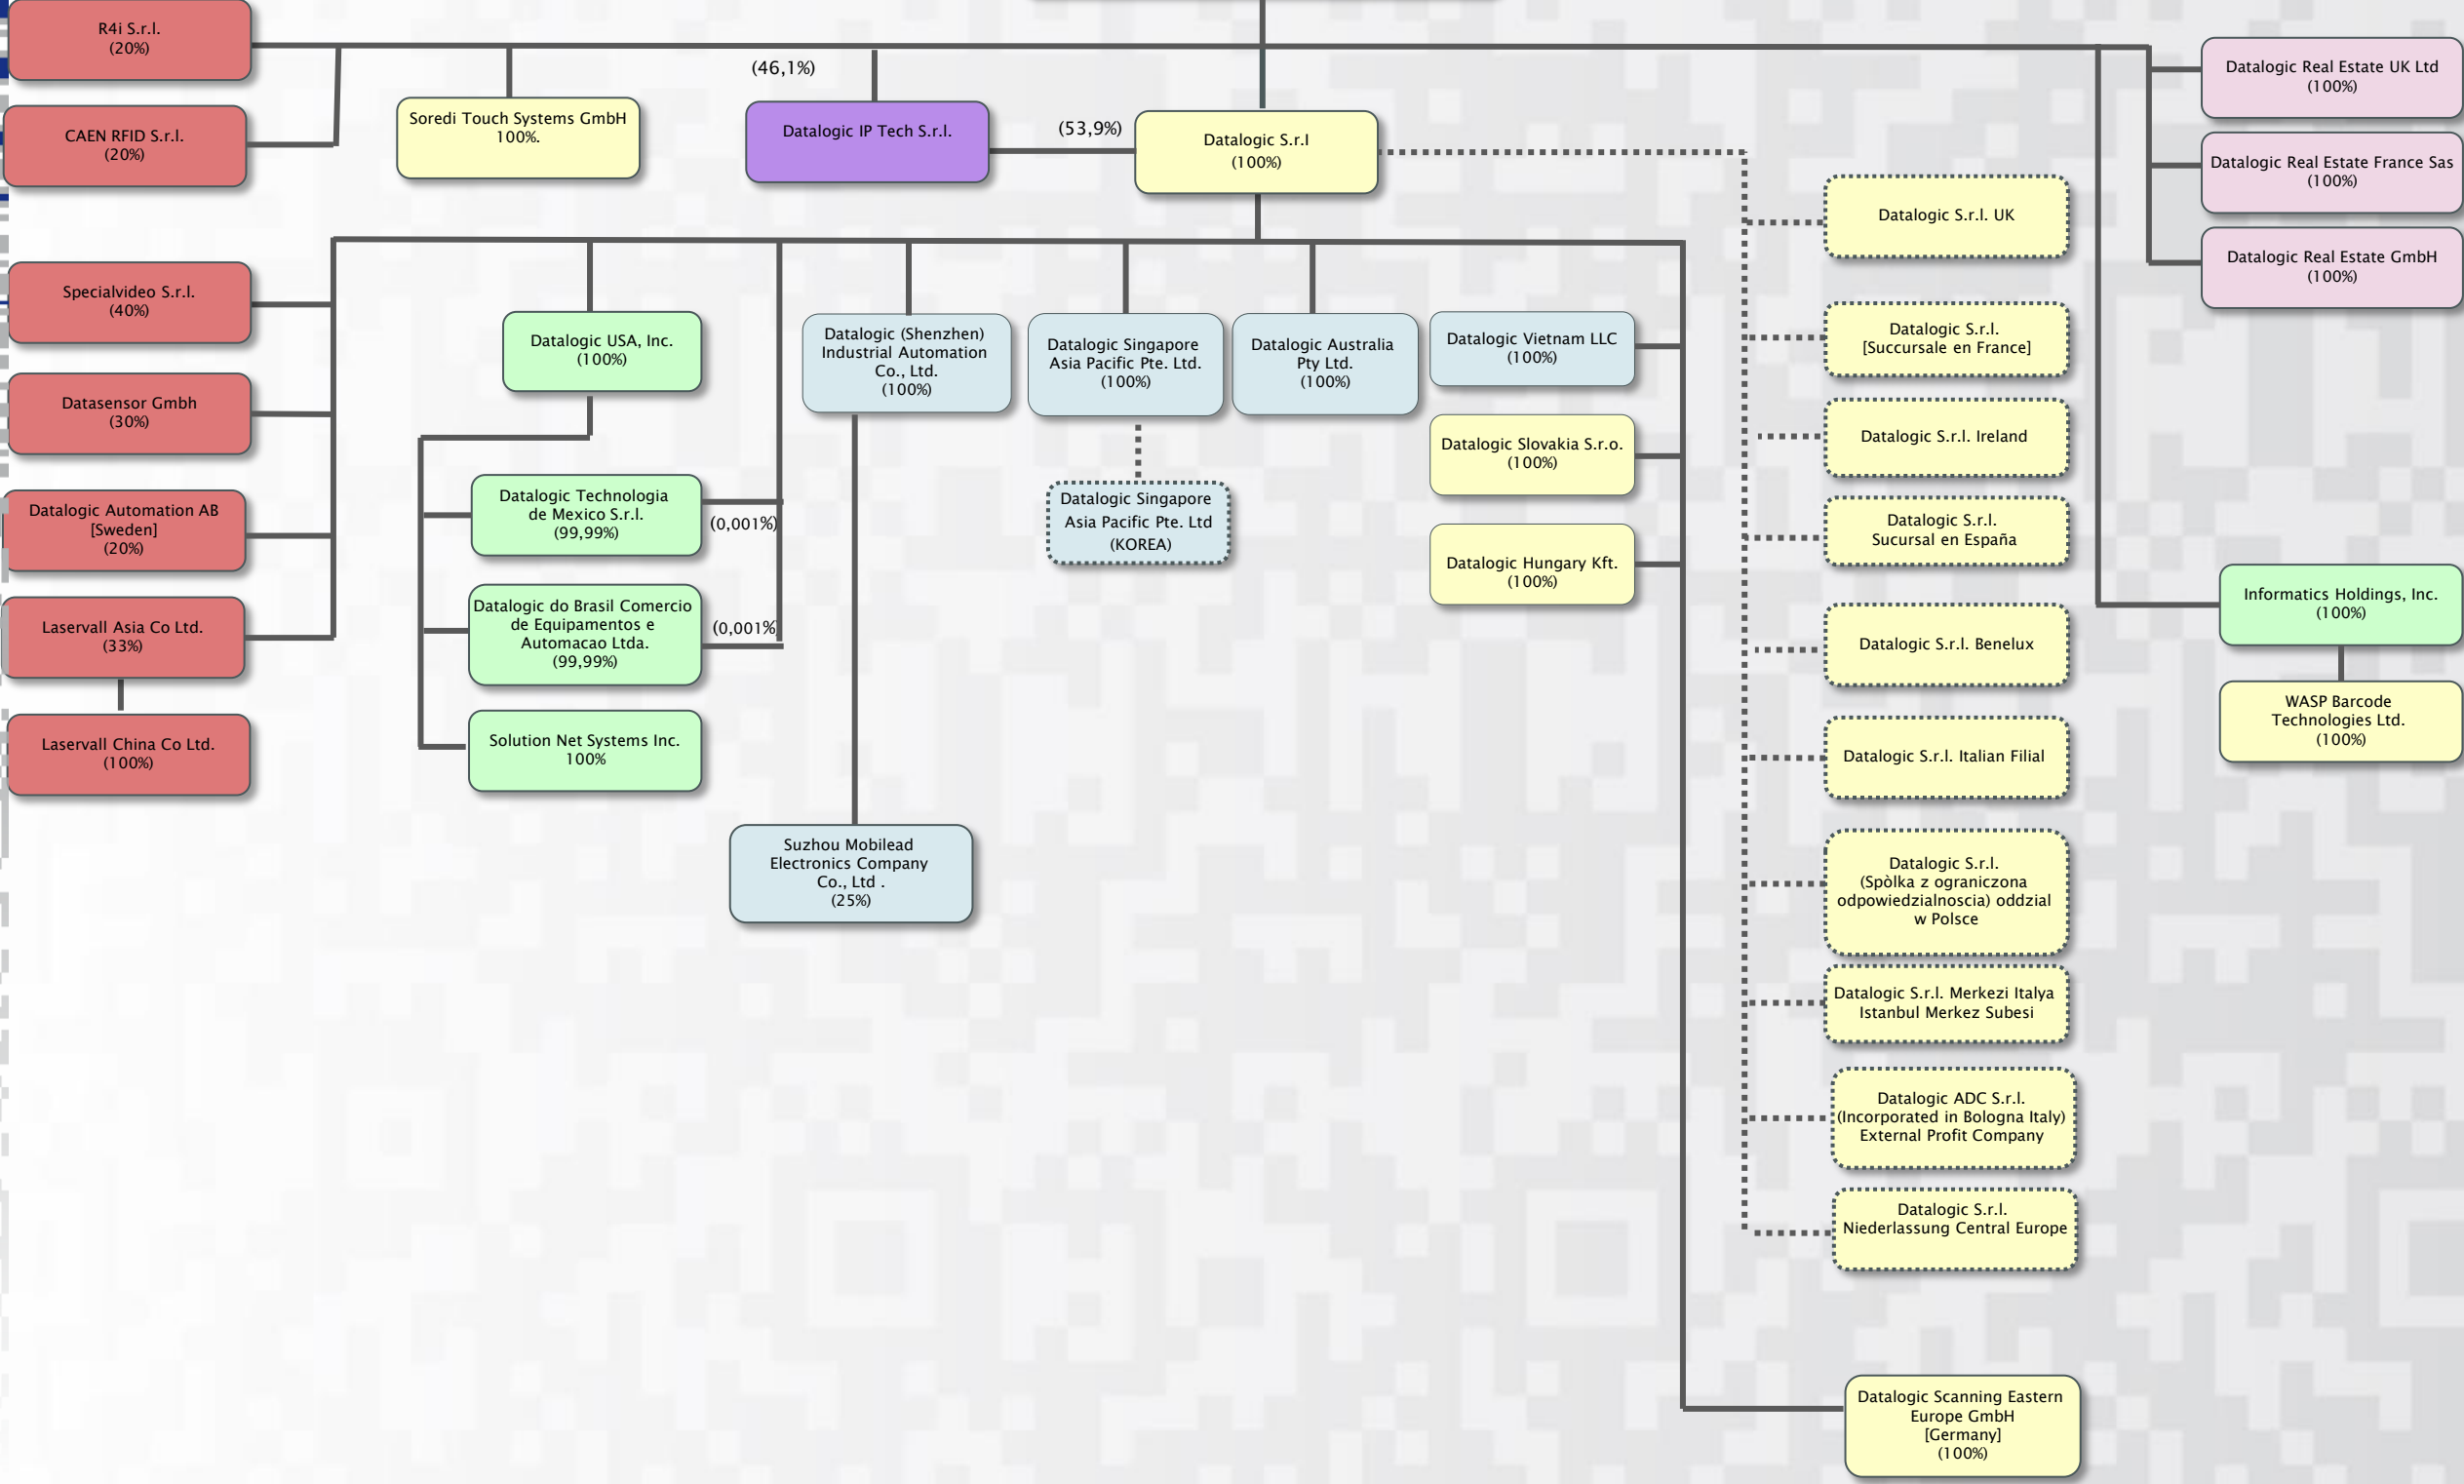 R4i S.r.l.
(20%)
CAEN RFID S.r.l.
(20%)
Soredi Touch Systems GmbH
100%.
(46,1%)
Datalogic IP Tech S.r.l.
(53,9%)
Datalogic S.r.I
(100%)
Datalogic Real Estate UK Ltd
(100%)
Datalogic Real Estate France Sas
(100%)
Datalogic Real Estate GmbH
(100%)
Specialvideo S.r.l.
(40%)
Datasensor Gmbh
(30%)
Datalogic Automation AB
[Sweden]
(20%)
Laservall Asia Co Ltd.
(33%)
Laservall China Co Ltd.
(100%)
Datalogic USA, Inc.
(100%)
Datalogic Technologia
de Mexico S.r.l.
(99,99%)
(0,001%)
Datalogic do Brasil Comercio
de Equipamentos e
Automacao Ltda.
(99,99%)
(0,001%)
Solution Net Systems Inc.
100%
Datalogic (Shenzhen)
Industrial Automation
Co., Ltd.
(100%)
Suzhou Mobilead
Electronics Company
Co., Ltd .
(25%)
Datalogic Singapore
Asia Pacific Pte. Ltd.
(100%)
Datalogic Singapore
Asia Pacific Pte. Ltd
(KOREA)
Datalogic Australia
Pty Ltd.
(100%)
Datalogic Vietnam LLC
(100%)
Datalogic Slovakia S.r.o.
(100%)
Datalogic Hungary Kft.
(100%)
Datalogic S.r.l. UK
Datalogic S.r.l.
[Succursale en France]
Datalogic S.r.l. Ireland
Datalogic S.r.l.
Sucursal en España
Datalogic S.r.l. Benelux
Datalogic S.r.l. Italian Filial
Datalogic S.r.l.
(Spòlka z ograniczona
odpowiedzialnoscia) oddzial
w Polsce
Datalogic S.r.l. Merkezi Italya
Istanbul Merkez Subesi
Datalogic ADC S.r.l.
(Incorporated in Bologna Italy)
External Profit Company
Datalogic S.r.l.
Niederlassung Central Europe
Datalogic Scanning Eastern
Europe GmbH
[Germany]
(100%)
Informatics Holdings, Inc.
(100%)
WASP Barcode
Technologies Ltd.
(100%)